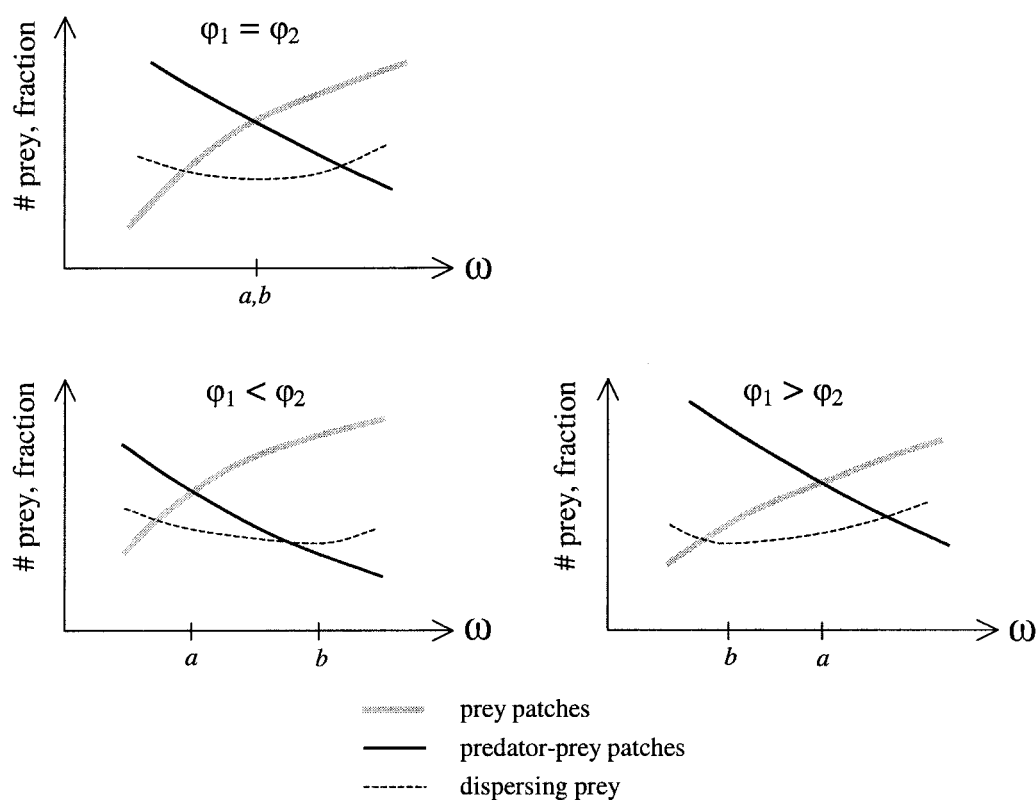 φ₁ = φ₂
# prey, fraction
ω
a,b
φ₁ < φ₂
# prey, fraction
ω
a
b
φ₁ > φ₂
# prey, fraction
ω
b
a
prey patches
predator-prey patches
dispersing prey